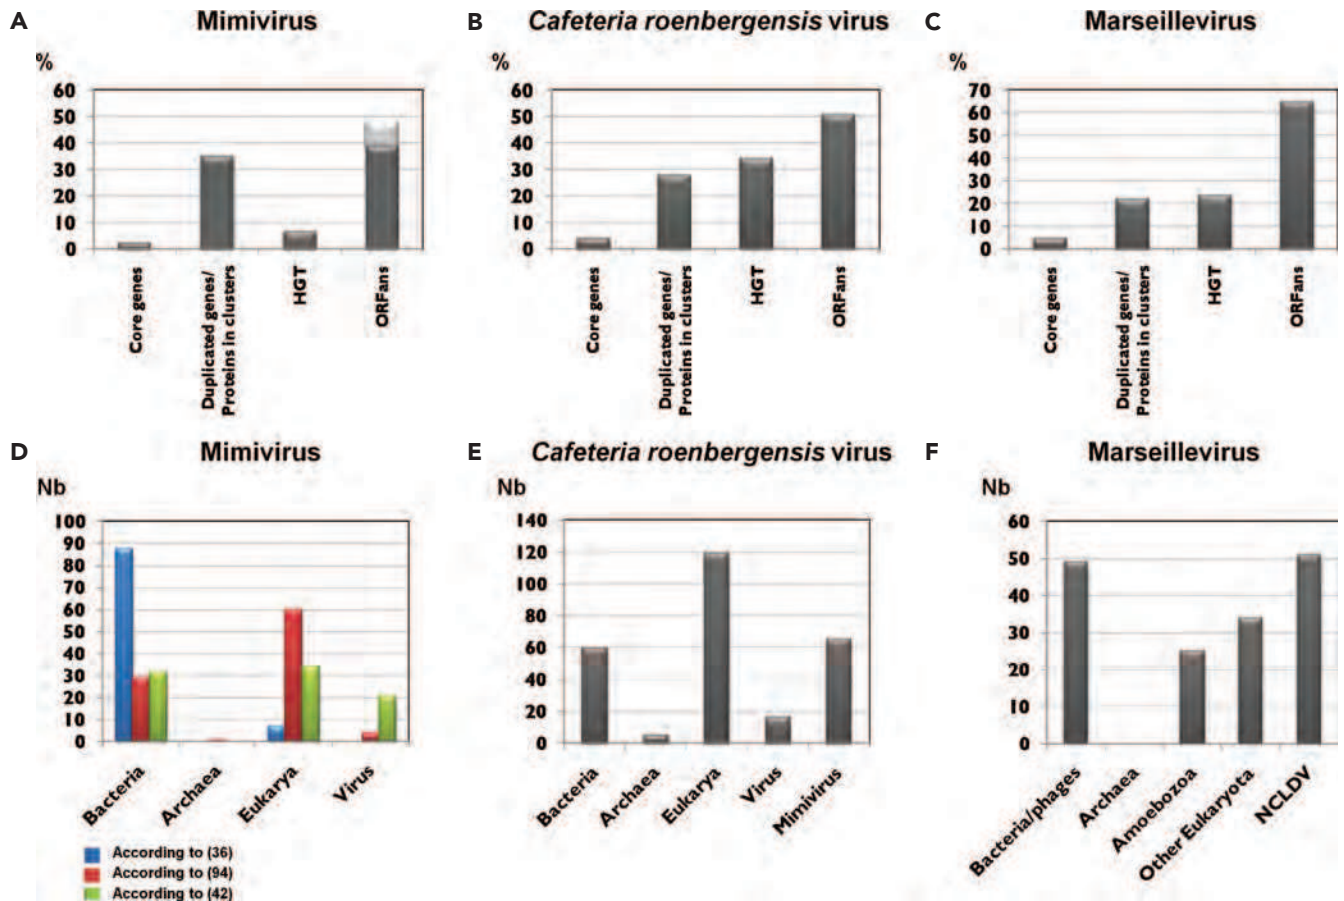 A Mimivirus
%
60
50
40
30
20
10
0
Core genes
Duplicated genes/
Proteins in clusters
HGT
ORFans
B Cafeteria roenbergensis virus
%
60
50
40
30
20
10
0
Core genes
Duplicated genes/
Proteins in clusters
HGT
ORFans
C Marseillevirus
%
70
60
50
40
30
20
10
0
Core genes
Duplicated genes/
Proteins in clusters
HGT
ORFans
D Mimivirus
Nb
100
90
80
70
60
50
40
30
20
10
0
Bacteria
Archaea
Eukarya
Virus
According to (36)
According to (94)
According to (42)
E Cafeteria roenbergensis virus
Nb
140
120
100
80
60
40
20
0
Bacteria
Archaea
Eukarya
Virus
Mimivirus
F Marseillevirus
Nb
60
50
40
30
20
10
0
Bacteria/phages
Archaea
Amoebozoa
Other Eukaryota
NCLDV